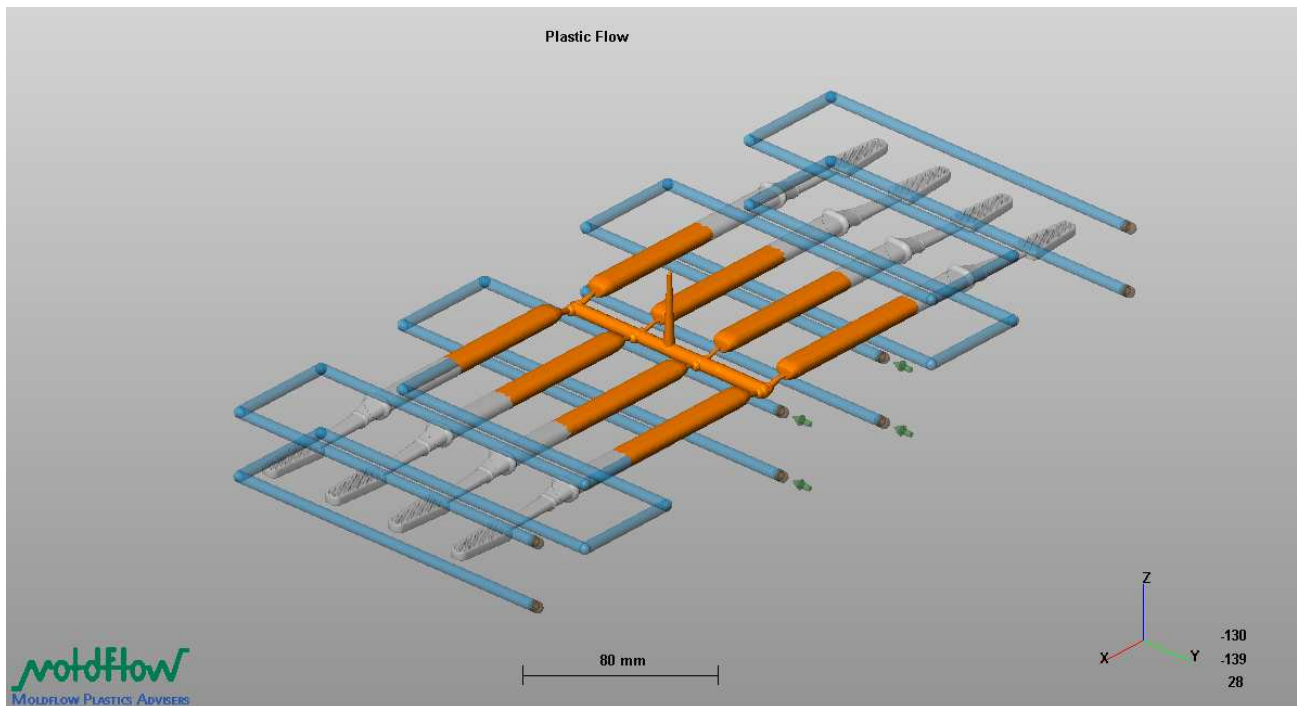 Plastic Flow
Z
X
Y
-130
-139
28
80 mm
moldflow
MOLDFLOW PLASTICS ADVISERS